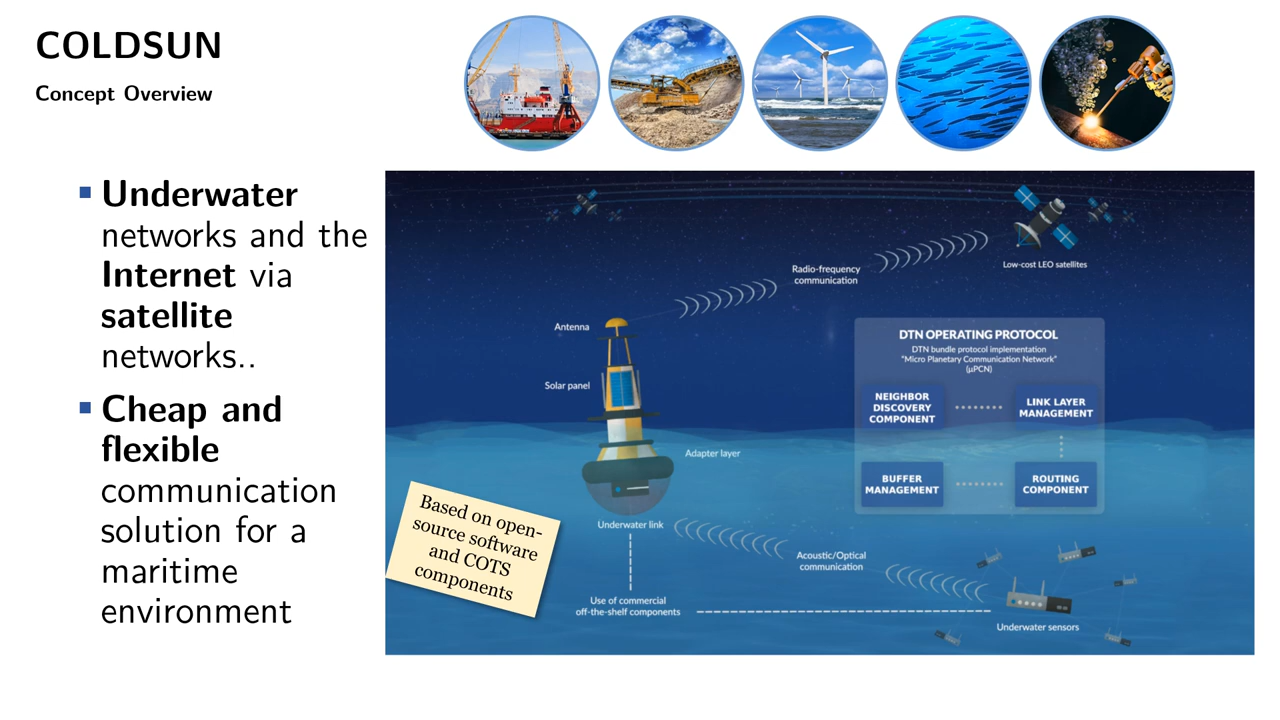 COLDSUN
Concept Overview
▪ Underwater
networks and the
Internet via
satellite
networks..
▪ Cheap and
flexible
communication
solution for a
maritime
environment
Low-cost LEO satellites
Radio-frequency
communication
Antenna
Solar panel
Adapter layer
DTN OPERATING PROTOCOL
DTN bundle protocol implementation
"Micro Planetary Communication Network"
(µPCN)
NEIGHBOR
DISCOVERY
COMPONENT
LINK LAYER
MANAGEMENT
BUFFER
MANAGEMENT
ROUTING
COMPONENT
Based on open-
source software
and COTS
components
Underwater link
Acoustic/Optical
communication
Use of commercial
off-the-shelf components
Underwater sensors